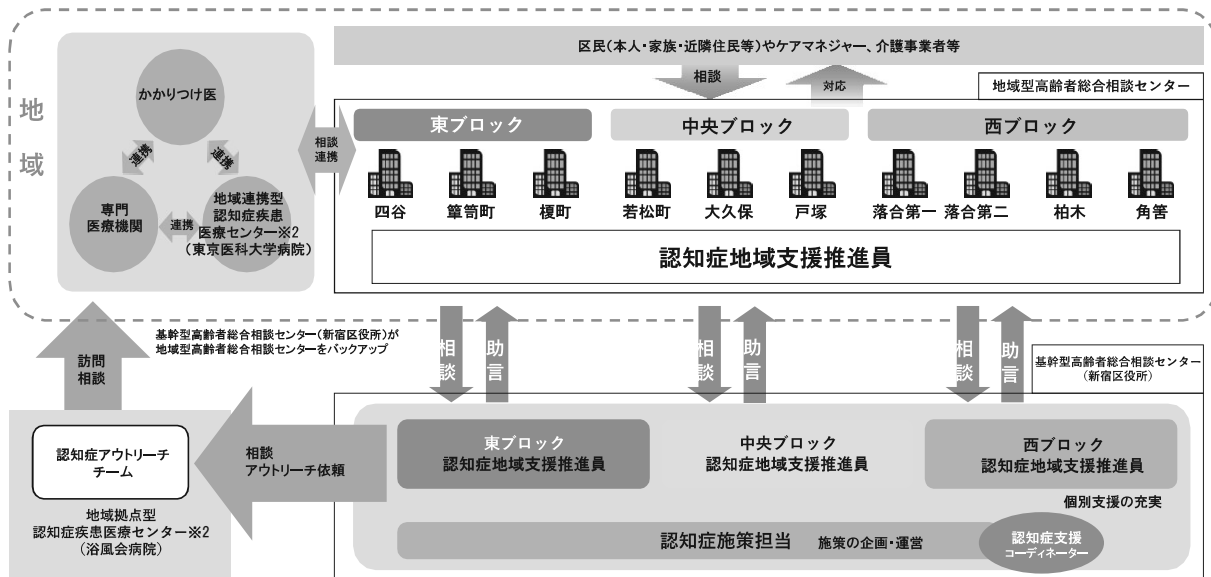 区民(本人・家族・近隣住民等)やケアマネジャー、介護事業者等
相談
対応
地域型高齢者総合相談センター
地域
かかりつけ医
連携
連携
専門
医療機関
連携
地域連携型
認知症疾患
医療センター※2
(東京医科大学病院)
相談
連携
東ブロック
中央ブロック
西ブロック
四谷
簞笥町
榎町
若松町
大久保
戸塚
落合第一
落合第二
柏木
角筈
認知症地域支援推進員
訪問
相談
基幹型高齢者総合相談センター(新宿区役所)が
地域型高齢者総合相談センターをバックアップ
相談
助言
相談
助言
相談
助言
基幹型高齢者総合相談センター
(新宿区役所)
認知症アウトリーチ
チーム
地域拠点型
認知症疾患医療センター※2
(浴風会病院)
相談
アウトリーチ依頼
東ブロック
認知症地域支援推進員
中央ブロック
認知症地域支援推進員
西ブロック
認知症地域支援推進員
個別支援の充実
認知症施策担当 施策の企画・運営
認知症支援
コーディネーター